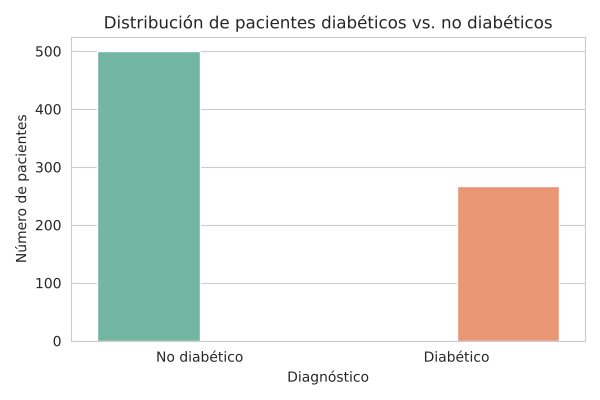 Distribución de pacientes diabéticos vs. no diabéticos
500
400
300
200
100
0
Número de pacientes
No diabético
Diabético
Diagnóstico